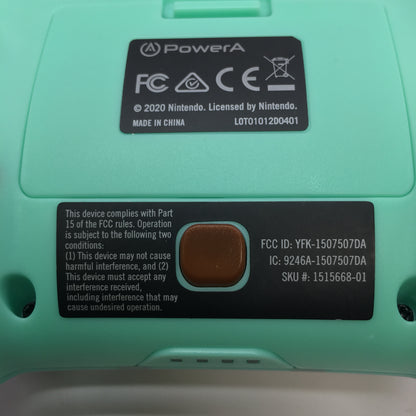 PowerA
FC CE
© 2020 Nintendo. Licensed by Nintendo.
MADE IN CHINA LOT01012D0401
This device complies with Part
15 of the FCC rules. Operation
is subject to the following two
conditions:
(1) This device may not cause
harmful interference, and (2)
This device must accept any
interference received,
including interference that may
cause undesired operation.
FCC ID: YFK-1507507DA
IC: 9246A-1507507DA
SKU #: 1515668-01